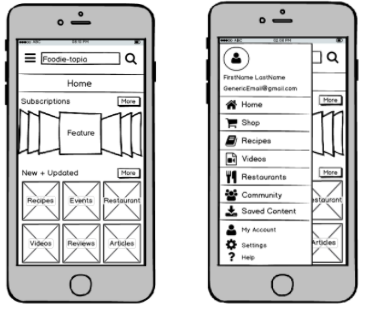 Foodie-topia
Home
Subscriptions
More
Feature
New + Updated
More
Recipes
Events
Restaurant
Videos
Reviews
Articles
FirstName LastName
GenericEmail@gmail.com
Home
Shop
Recipes
Videos
Restaurants
Community
Saved Content
My Account
Settings
Help
More
More
estaurant
Articles